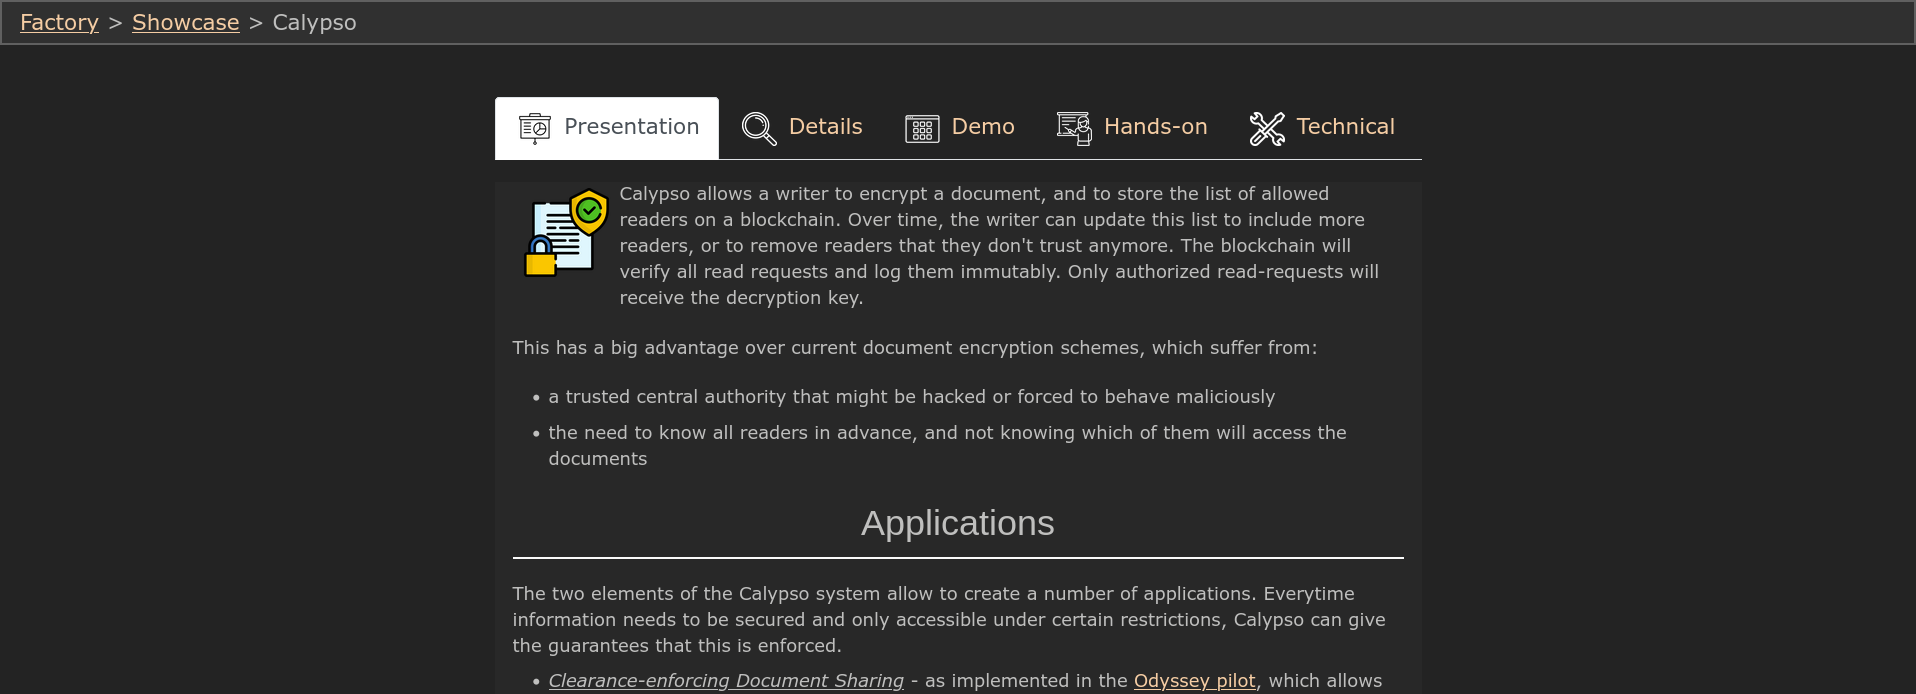 Factory > Showcase > Calypso
Presentation Details Demo Hands-on Technical
Calypso allows a writer to encrypt a document, and to store the list of allowed
readers on a blockchain. Over time, the writer can update this list to include more
readers, or to remove readers that they don't trust anymore. The blockchain will
verify all read requests and log them immutably. Only authorized read-requests will
receive the decryption key.
This has a big advantage over current document encryption schemes, which suffer from:
• a trusted central authority that might be hacked or forced to behave maliciously
• the need to know all readers in advance, and not knowing which of them will access the
documents
Applications
The two elements of the Calypso system allow to create a number of applications. Everytime
information needs to be secured and only accessible under certain restrictions, Calypso can give
the guarantees that this is enforced.
• Clearance-enforcing Document Sharing - as implemented in the Odyssey pilot, which allows